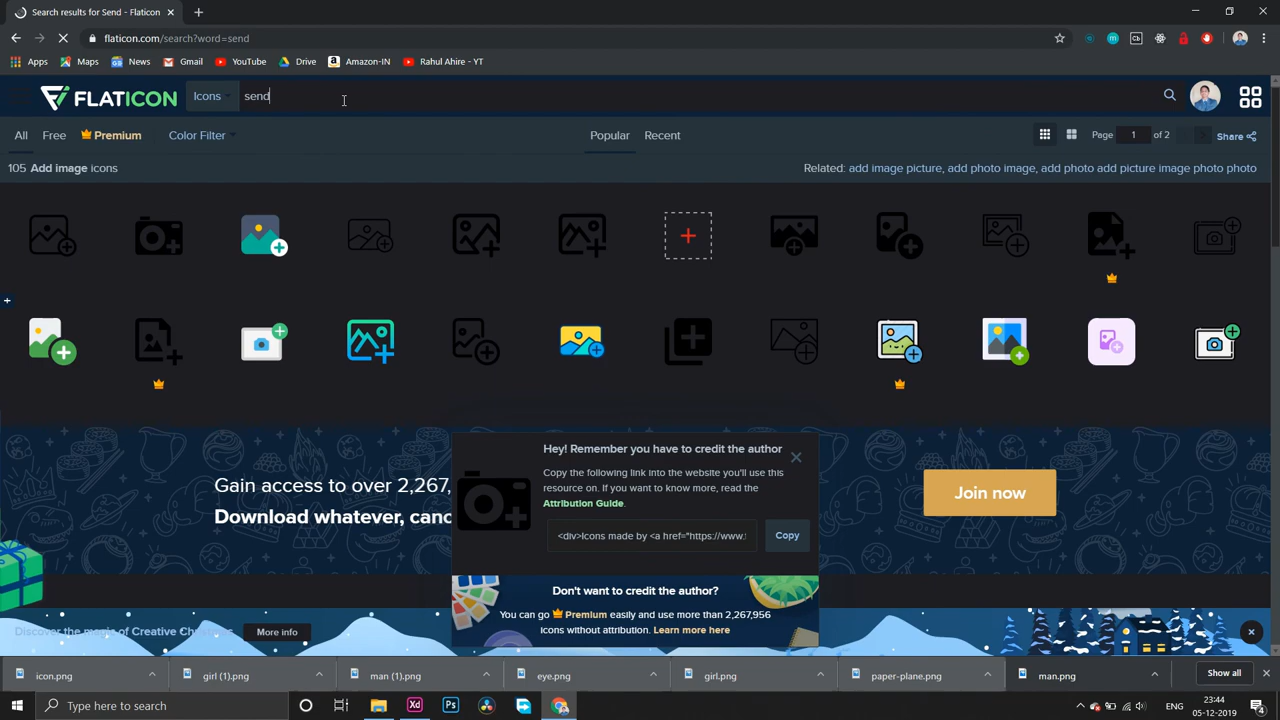 Search results for Send - Flaticon
flaticon.com/search?word=send
Apps Maps News Gmail YouTube Drive Amazon-IN Rahul Ahire - YT
FLATICON Icons send
All Free Premium Color Filter Popular Recent Page 1 of 2 Share
105 Add image icons Related: add image picture, add photo image, add photo add picture image photo photo
Hey! Remember you have to credit the author
Copy the following link into the website you'll use this
resource on. If you want to know more, read the
Attribution Guide.
<div>Icons made by <a href="https://www.
Copy
Gain access to over 2,267,
Download whatever, canc
Join now
Don't want to credit the author?
You can go Premium easily and use more than 2,267,956
icons without attribution. Learn more here
Discover the magic of Creative Christmas
More info
icon.png girl (1).png man (1).png eye.png girl.png paper-plane.png man.png Show all
Type here to search
23:44
05-12-2019
4